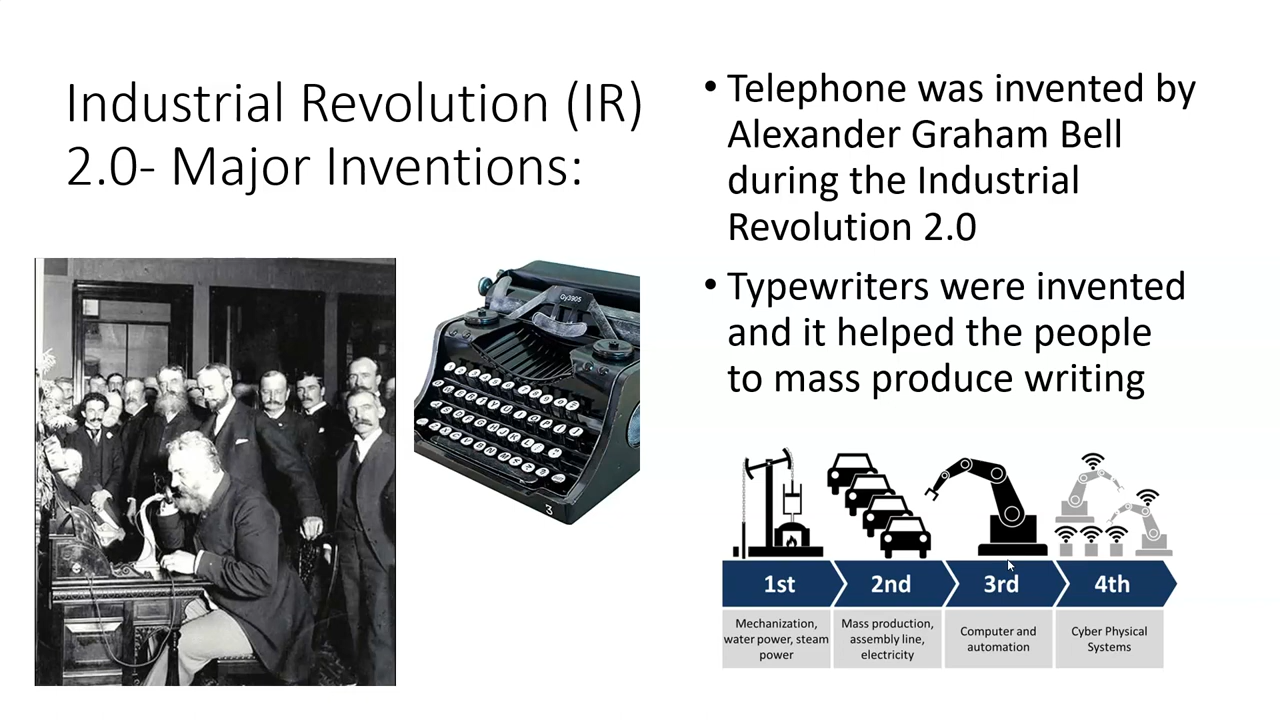 Industrial Revolution (IR)
2.0- Major Inventions:
• Telephone was invented by
Alexander Graham Bell
during the Industrial
Revolution 2.0
• Typewriters were invented
and it helped the people
to mass produce writing
Gy3905
3
1st
2nd
3rd
4th
Mechanization,
water power, steam
power
Mass production,
assembly line,
electricity
Computer and
automation
Cyber Physical
Systems